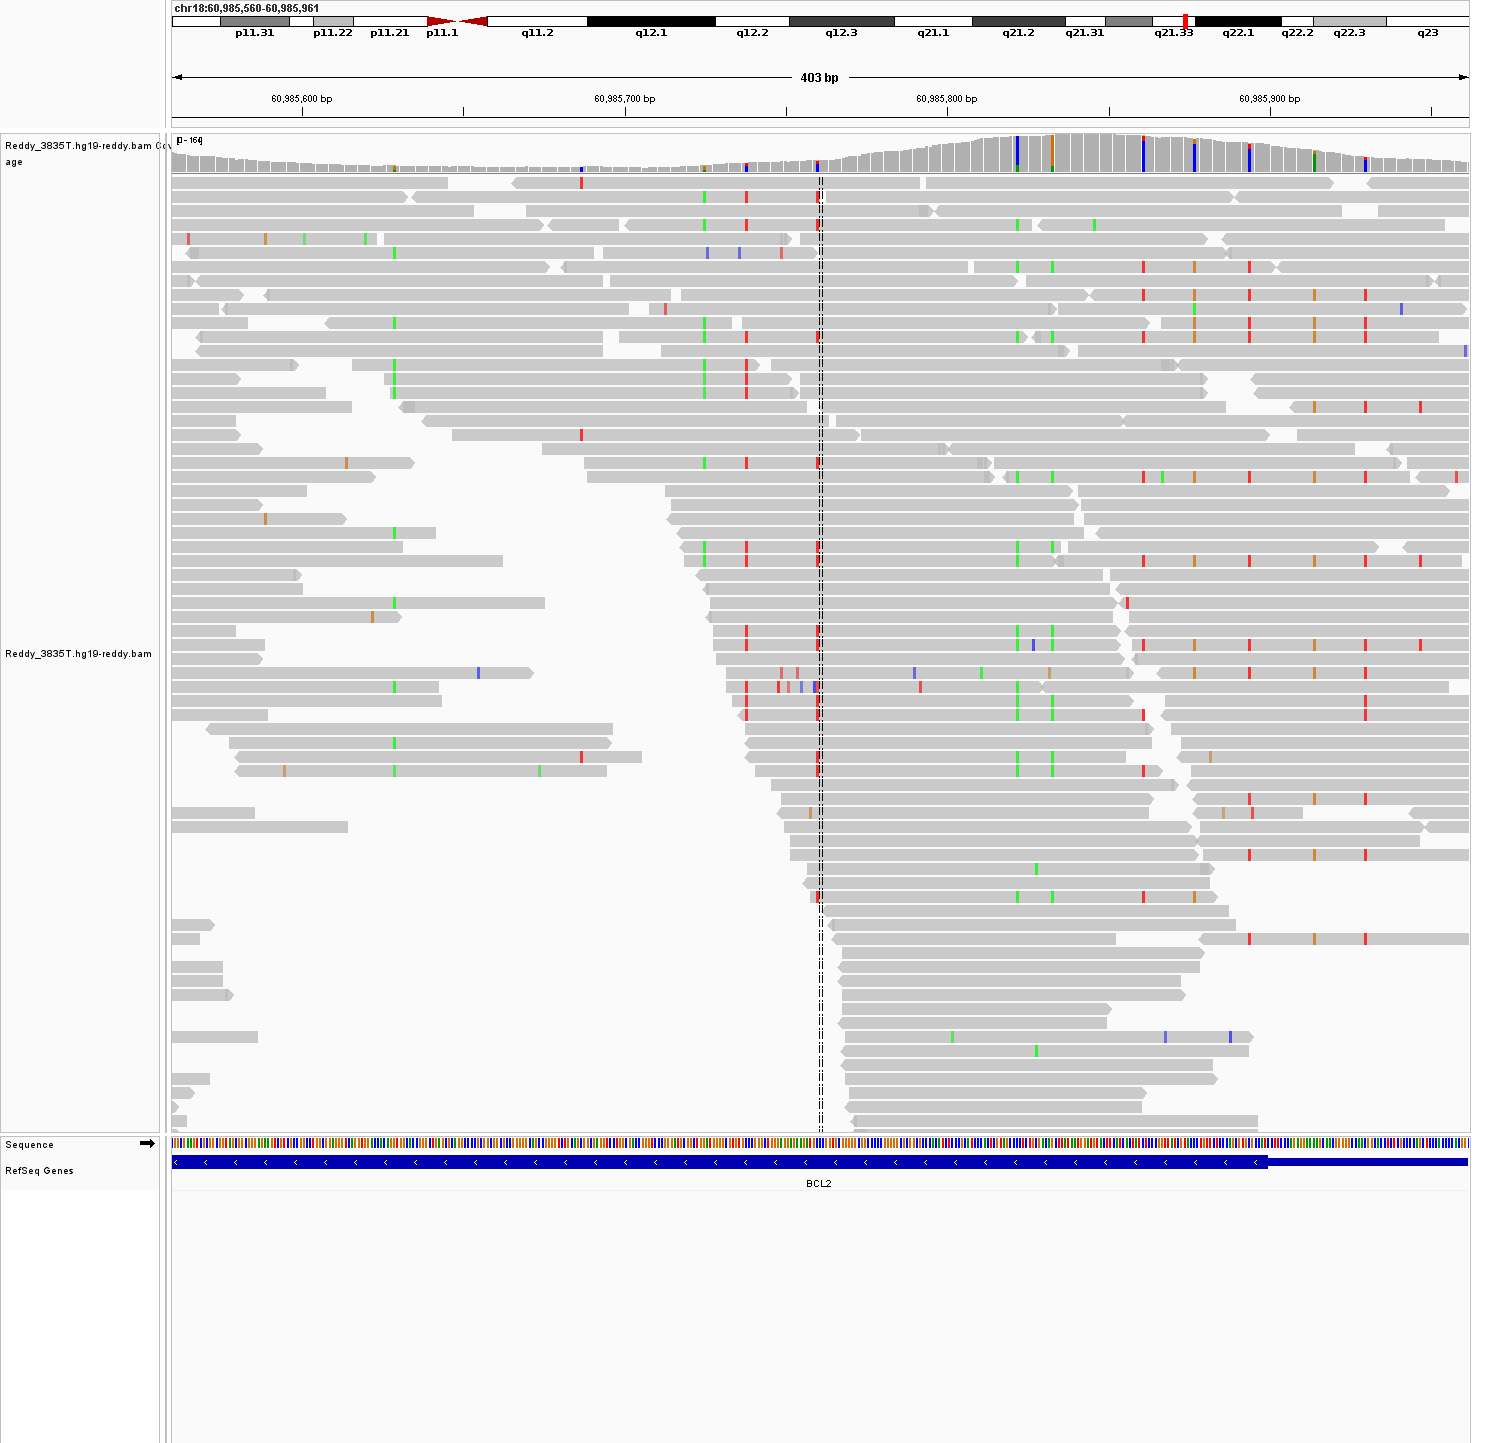 chr18:60,985,560-60,985,961
p11.31 p11.22 p11.21 p11.1 q11.2 q12.1 q12.2 q12.3 q21.1 q21.2 q21.31 q21.33 q22.1 q22.2 q22.3 q23
403 bp
60,985,600 bp 60,985,700 bp 60,985,800 bp 60,985,900 bp
Reddy_3835T.hg19-reddy.bam Cov
age
[0 - 164]
Reddy_3835T.hg19-reddy.bam
Sequence
RefSeq Genes
BCL2